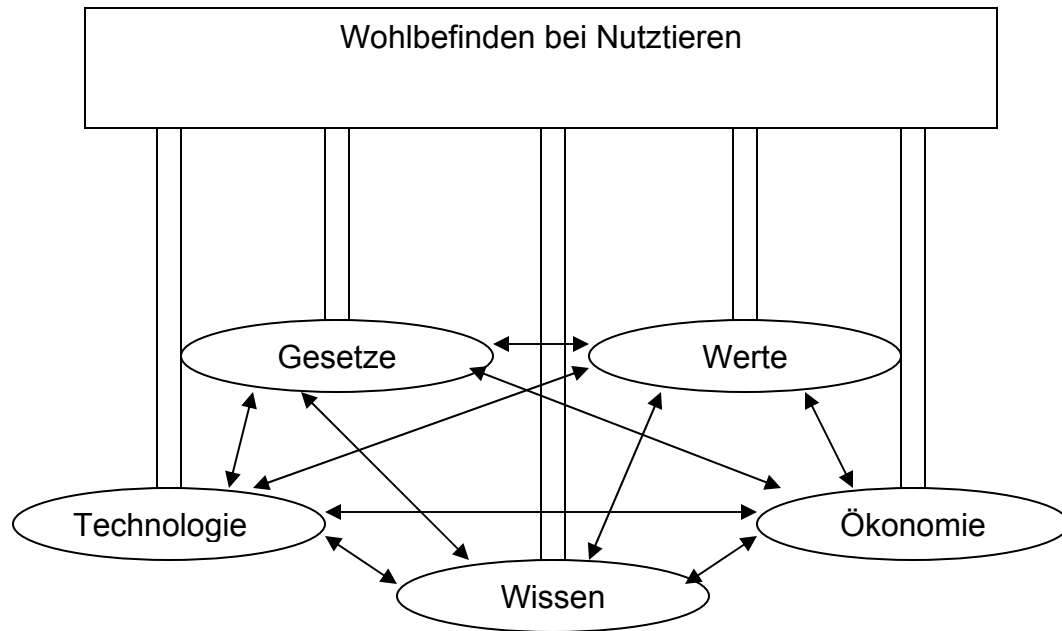 Wohlbefinden bei Nutztieren
Gesetze
Werte
Technologie
Ökonomie
Wissen